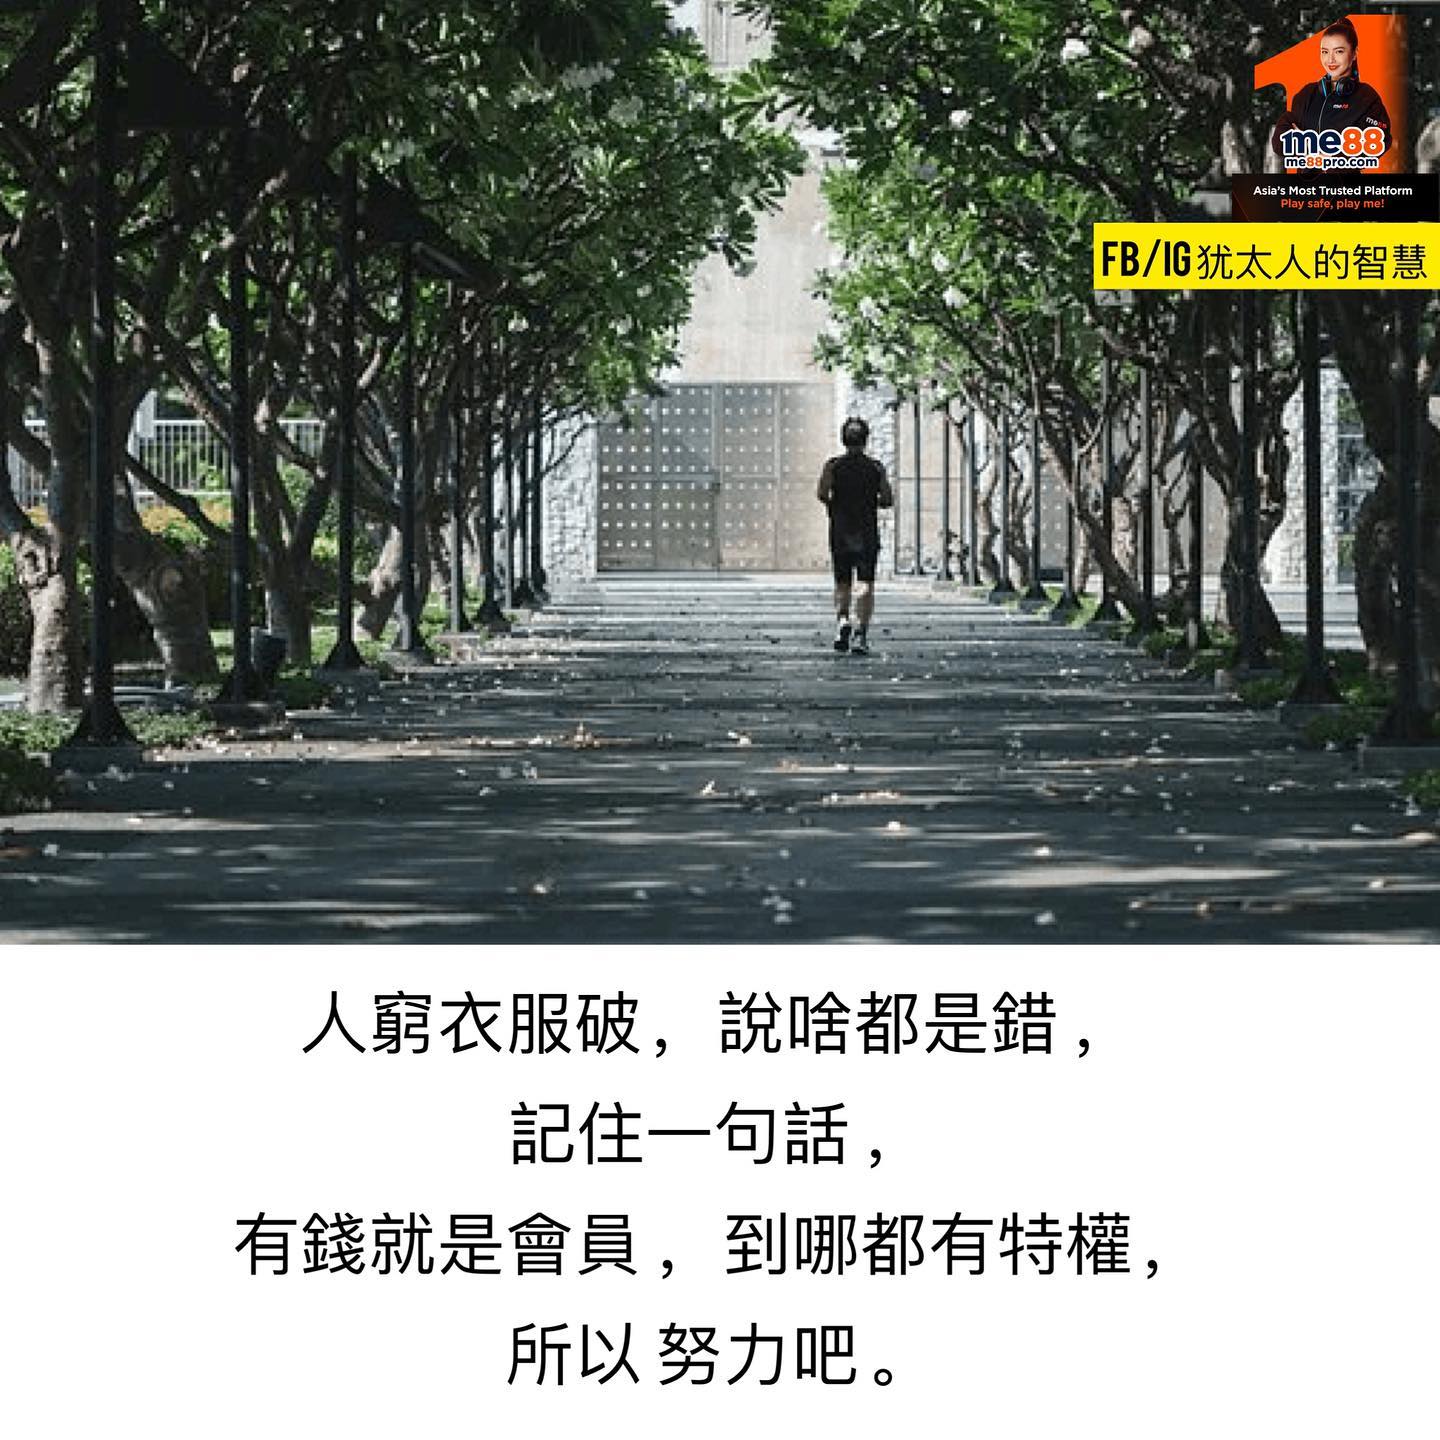 me88
1me88
me88pro.com
Asia's Most Trusted Platform
Play safe, play me!
FB/IG犹太人的智慧
人窮衣服破，說啥都是錯，
記住一句話，
有錢就是會員，到哪都有特權，
所以 努力吧。